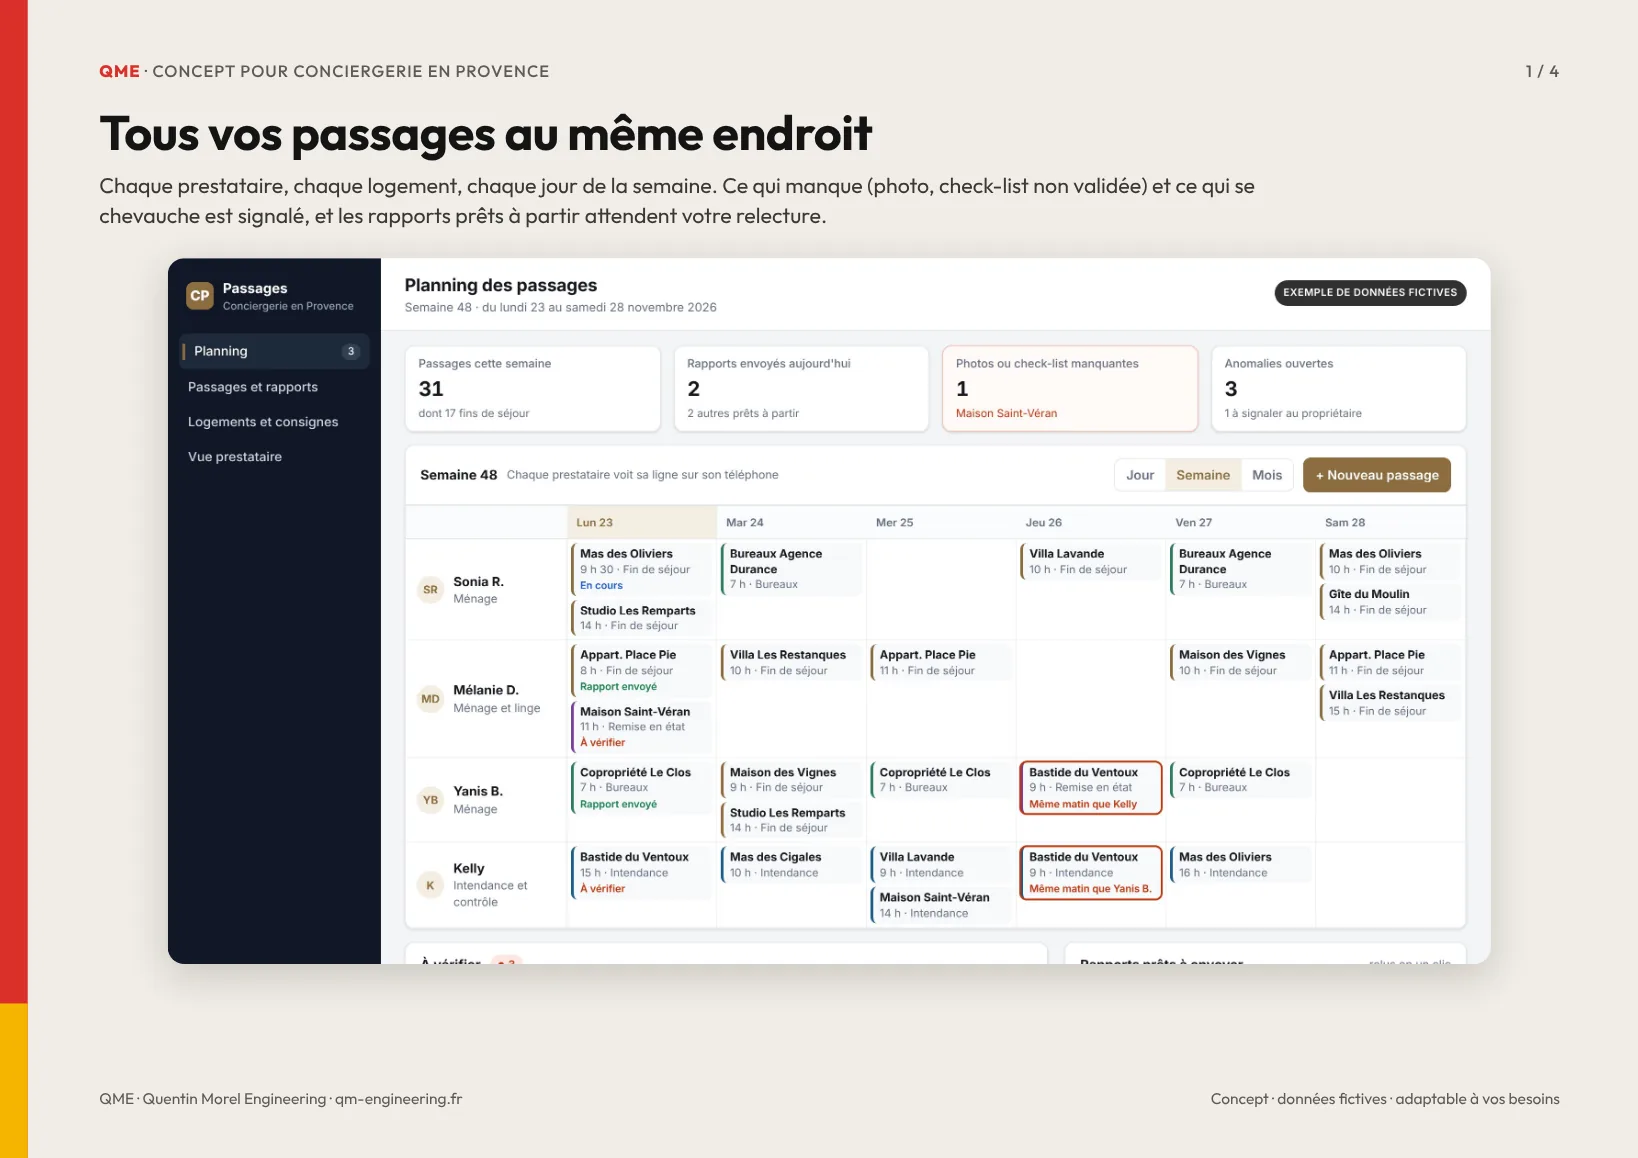 QME · CONCEPT POUR CONCIERGERIE EN PROVENCE
1 / 4
Tous vos passages au même endroit
Chaque prestataire, chaque logement, chaque jour de la semaine. Ce qui manque (photo, check-list non validée) et ce qui se
chevauche est signalé, et les rapports prêts à partir attendent votre relecture.
CP
Passages
Conciergerie en Provence
Planning
3
Passages et rapports
Logements et consignes
Vue prestataire
Planning des passages
Semaine 48 · du lundi 23 au samedi 28 novembre 2026
EXEMPLE DE DONNÉES FICTIVES
Passages cette semaine
31
dont 17 fins de séjour
Rapports envoyés aujourd'hui
2
2 autres prêts à partir
Photos ou check-list manquantes
1
Maison Saint-Véran
Anomalies ouvertes
3
1 à signaler au propriétaire
Semaine 48 Chaque prestataire voit sa ligne sur son téléphone
Jour Semaine Mois
+ Nouveau passage
Lun 23 Mar 24 Mer 25 Jeu 26 Ven 27 Sam 28
SR
Sonia R.
Ménage
Mas des Oliviers
9 h 30 · Fin de séjour
En cours
Studio Les Remparts
14 h · Fin de séjour
Bureaux Agence
Durance
7 h · Bureaux
Villa Lavande
10 h · Fin de séjour
Bureaux Agence
Durance
7 h · Bureaux
Mas des Oliviers
10 h · Fin de séjour
Gîte du Moulin
14 h · Fin de séjour
MD
Mélanie D.
Ménage et linge
Appart. Place Pie
8 h · Fin de séjour
Rapport envoyé
Maison Saint-Véran
11 h · Remise en état
À vérifier
Villa Les Restanques
10 h · Fin de séjour
Appart. Place Pie
11 h · Fin de séjour
Maison des Vignes
10 h · Fin de séjour
Appart. Place Pie
11 h · Fin de séjour
Villa Les Restanques
15 h · Fin de séjour
YB
Yanis B.
Ménage
Copropriété Le Clos
7 h · Bureaux
Rapport envoyé
Maison des Vignes
9 h · Fin de séjour
Studio Les Remparts
14 h · Fin de séjour
Copropriété Le Clos
7 h · Bureaux
Bastide du Ventoux
9 h · Remise en état
Même matin que Kelly
Copropriété Le Clos
7 h · Bureaux
K
Kelly
Intendance et
contrôle
Bastide du Ventoux
15 h · Intendance
À vérifier
Mas des Cigales
10 h · Intendance
Villa Lavande
9 h · Intendance
Maison Saint-Véran
14 h · Intendance
Bastide du Ventoux
9 h · Intendance
Même matin que Yanis B.
Mas des Oliviers
16 h · Intendance
À vérifier
Rapports prêts à envoyer
QME · Quentin Morel Engineering · qm-engineering.fr
Concept · données fictives · adaptable à vos besoins